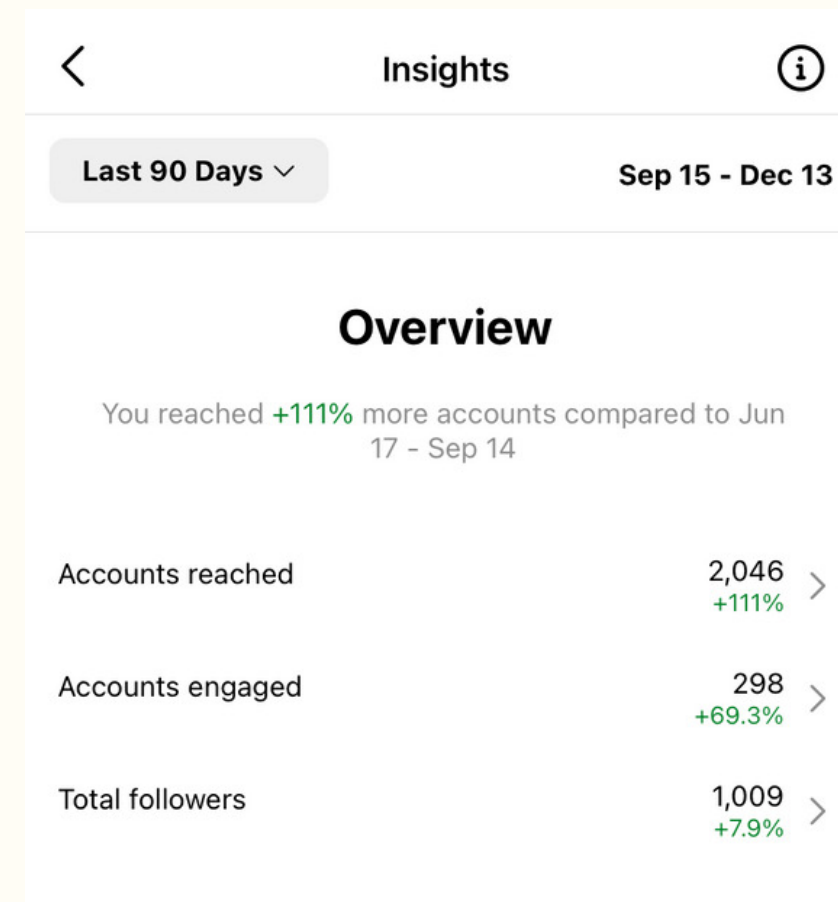 Insights
Last 90 Days
Sep 15 - Dec 13
Overview
You reached +111% more accounts compared to Jun
17 - Sep 14
Accounts reached
2,046
+111%
Accounts engaged
298
+69.3%
Total followers
1,009
+7.9%